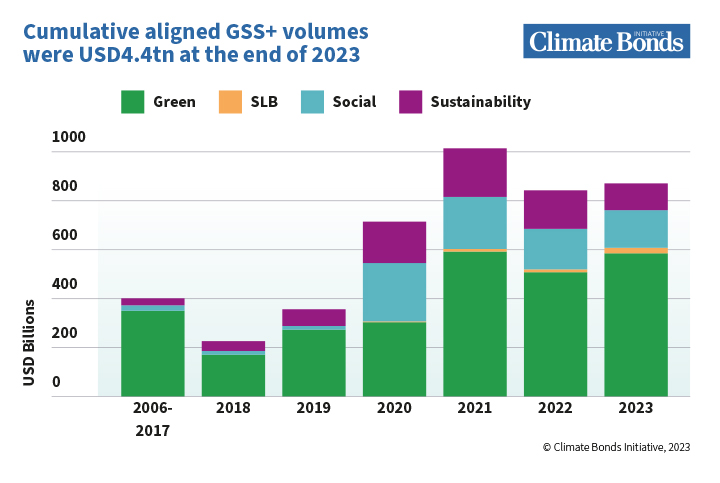 Cumulative aligned GSS+ volumes
were USD4.4tn at the end of 2023
INITIATIVE
Climate Bonds
Green SLB Social Sustainability
1000
800
600
400
200
0
USD Billions
2006-2017 2018 2019 2020 2021 2022 2023
© Climate Bonds Initiative, 2023